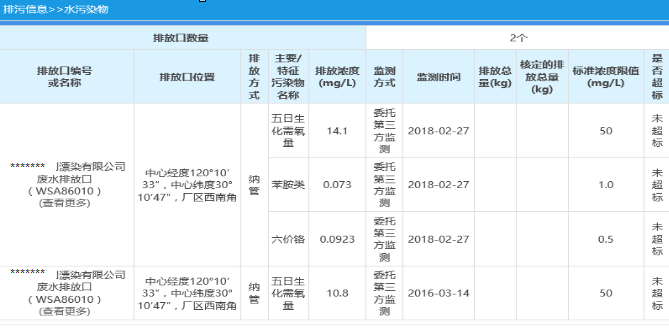 排污信息>>水污染物
排放口数量 2个
排放口编号
或名称
排放口位置
排
放
方
式
主要/
特征
污染物
名称
排放浓度
(mg/L)
监测
方式
监测时间
排放总
量(kg)
核定的排
放总量
(kg)
标准浓度限值
(mg/L)
是
否
超
标
******* 漂染有限公司
废水排放口
(WSA86010)
(查看更多)
中心经度120°10′
33″，中心纬度30°
10′47″，厂区西南角
纳
管
五日生
化需氧
量
14.1
委托
第三
方监
测
2018-02-27
50
未
超
标
苯胺类
0.073
委托
第三
方监
测
2018-02-27
1.0
未
超
标
六价铬
0.0923
委托
第三
方监
测
2018-02-27
0.5
未
超
标
******* 漂染有限公司
废水排放口
(WSA86010)
(查看更多)
中心经度120°10′
33″，中心纬度30°
10′47″，厂区西南角
纳
管
五日生
化需氧
量
10.8
委托
第三
方监
测
2016-03-14
50
未
超
标